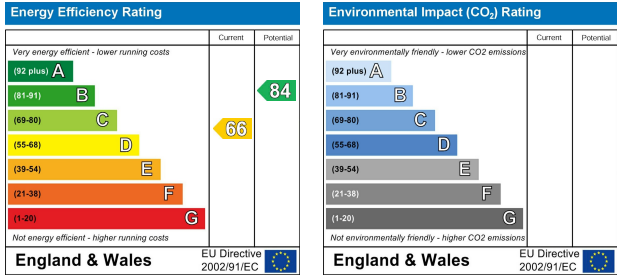 Energy Efficiency Rating
Current Potential
Very energy efficient - lower running costs
(92 plus) A
(81-91) B
84
(69-80) C
66
(55-68) D
(39-54) E
(21-38) F
(1-20) G
Not energy efficient - higher running costs
England & Wales
EU Directive
2002/91/EC
Environmental Impact (CO2) Rating
Current Potential
Very environmentally friendly - lower CO2 emissions
(92 plus) A
(81-91) B
(69-80) C
(55-68) D
(39-54) E
(21-38) F
(1-20) G
Not environmentally friendly - higher CO2 emissions
England & Wales
EU Directive
2002/91/EC